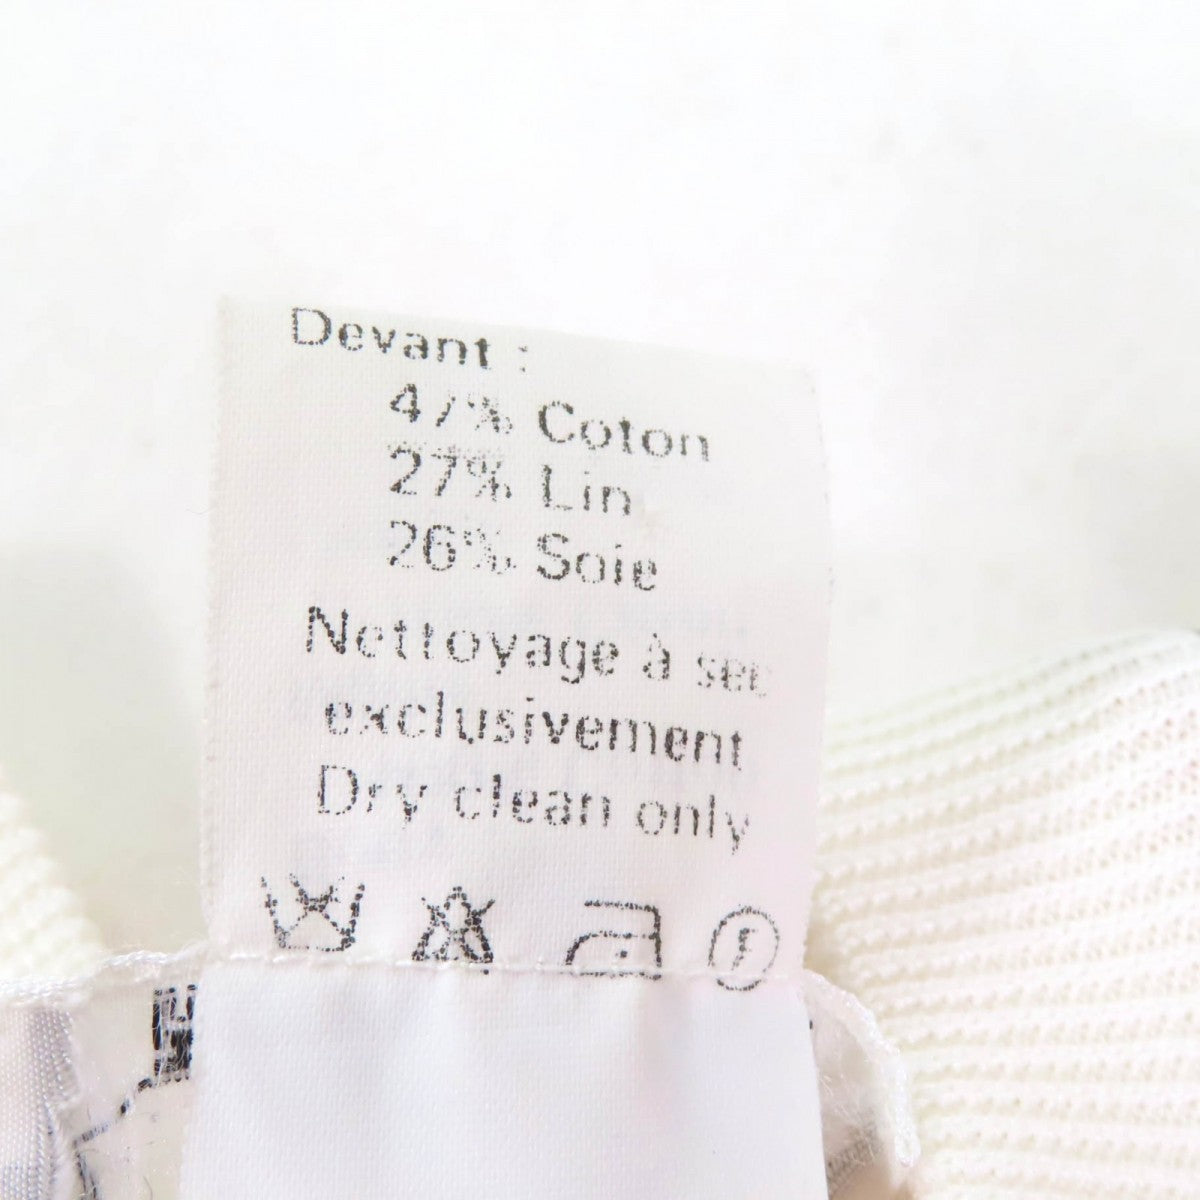 Devant :
47% Coton
27% Lin
26% Soie
Nettoyage à sec
exclusivement
Dry clean only
F